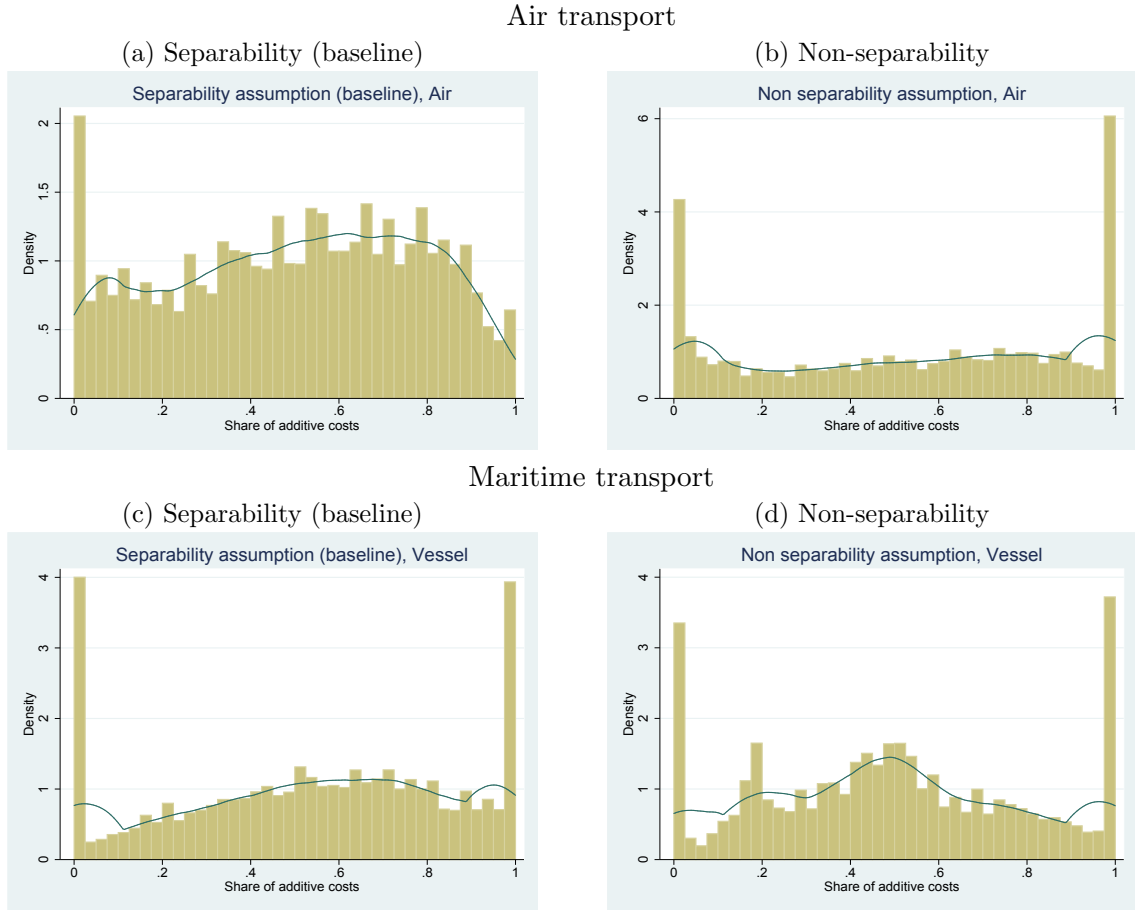 Air transport
(a) Separability (baseline)
(b) Non-separability
Separability assumption (baseline), Air
Density
0
.5
1
1.5
2
0 .2 .4 .6 .8 1
Share of additive costs
Non separability assumption, Air
Density
0
2
4
6
0 .2 .4 .6 .8 1
Share of additive costs
Maritime transport
(c) Separability (baseline)
(d) Non-separability
Separability assumption (baseline), Vessel
Density
0
1
2
3
4
0 .2 .4 .6 .8 1
Share of additive costs
Non separability assumption, Vessel
Density
0
1
2
3
4
0 .2 .4 .6 .8 1
Share of additive costs